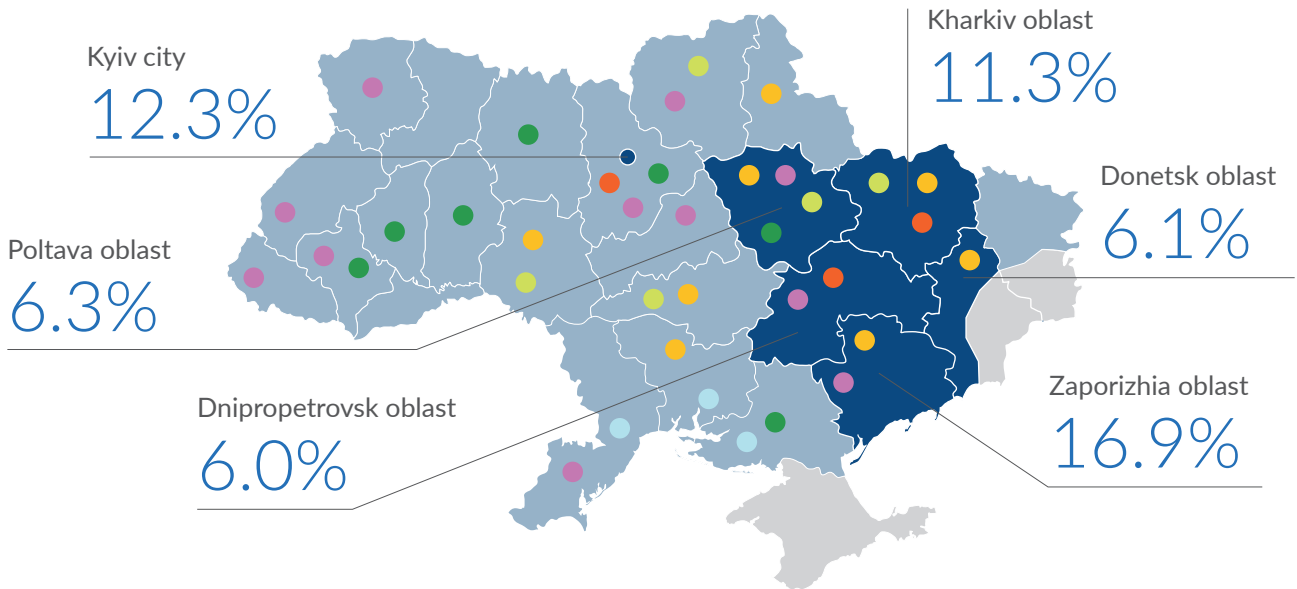 Kharkiv oblast
11.3%
Kyiv city
12.3%
Donetsk oblast
6.1%
Poltava oblast
6.3%
Zaporizhia oblast
16.9%
Dnipropetrovsk oblast
6.0%